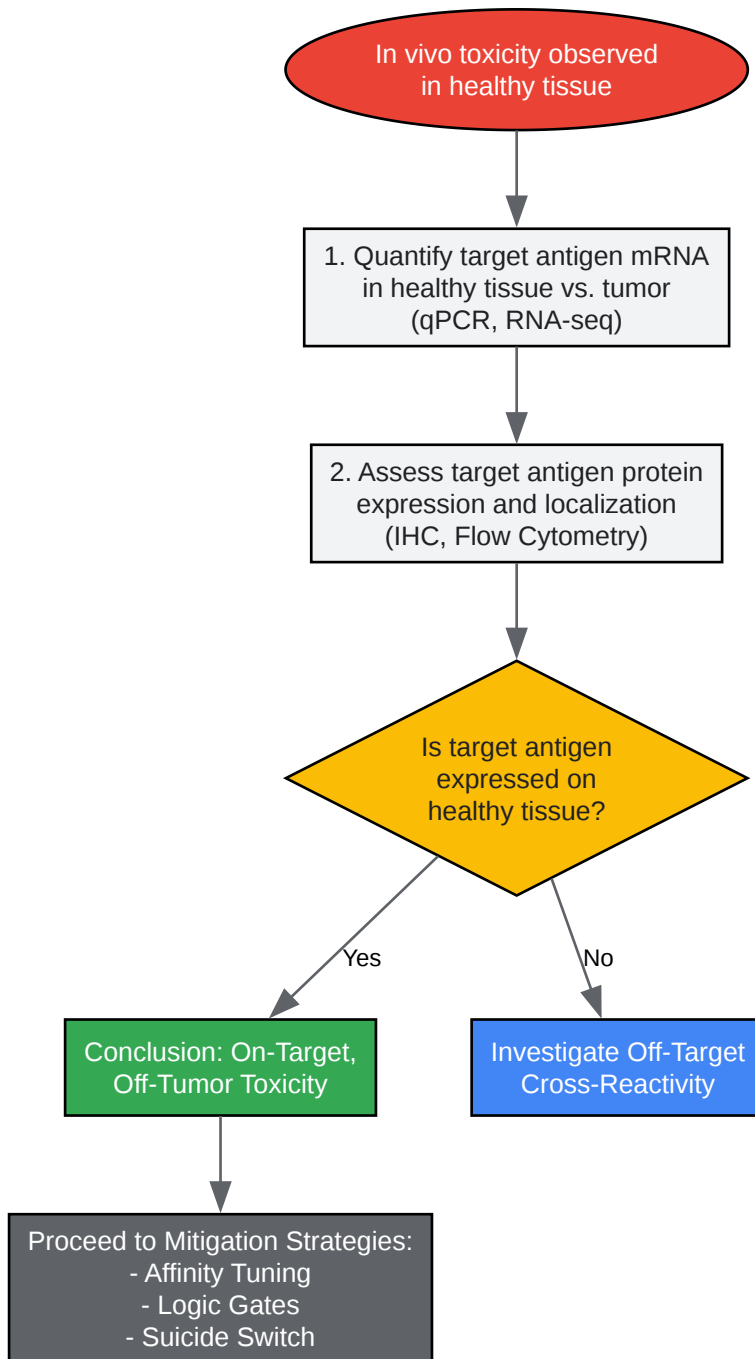 In vivo toxicity observed
in healthy tissue
1. Quantify target antigen mRNA
in healthy tissue vs. tumor
(qPCR, RNA-seq)
2. Assess target antigen protein
expression and localization
(IHC, Flow Cytometry)
Is target antigen
expressed on
healthy tissue?
Yes
No
Conclusion: On-Target,
Off-Tumor Toxicity
Investigate Off-Target
Cross-Reactivity
Proceed to Mitigation Strategies:
- Affinity Tuning
- Logic Gates
- Suicide Switch